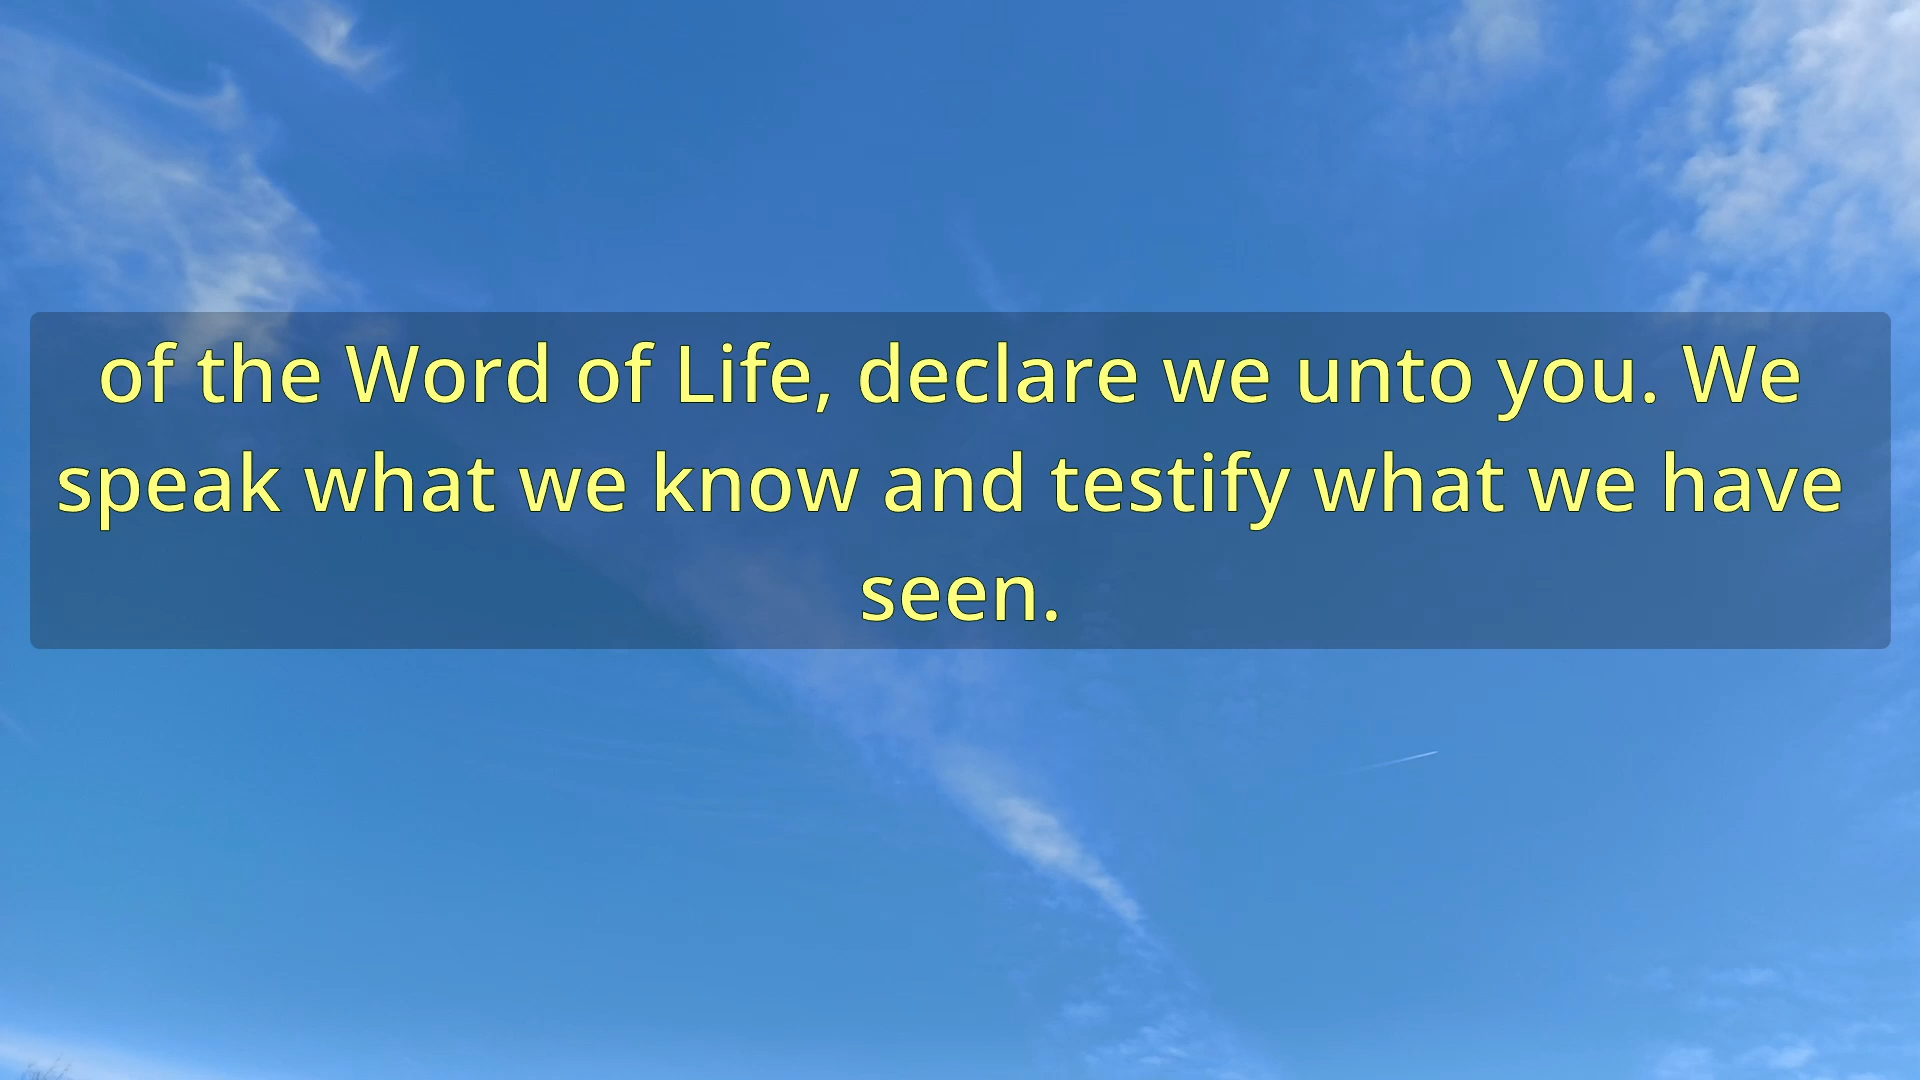 of the Word of Life, declare we unto you. We
speak what we know and testify what we have
seen.